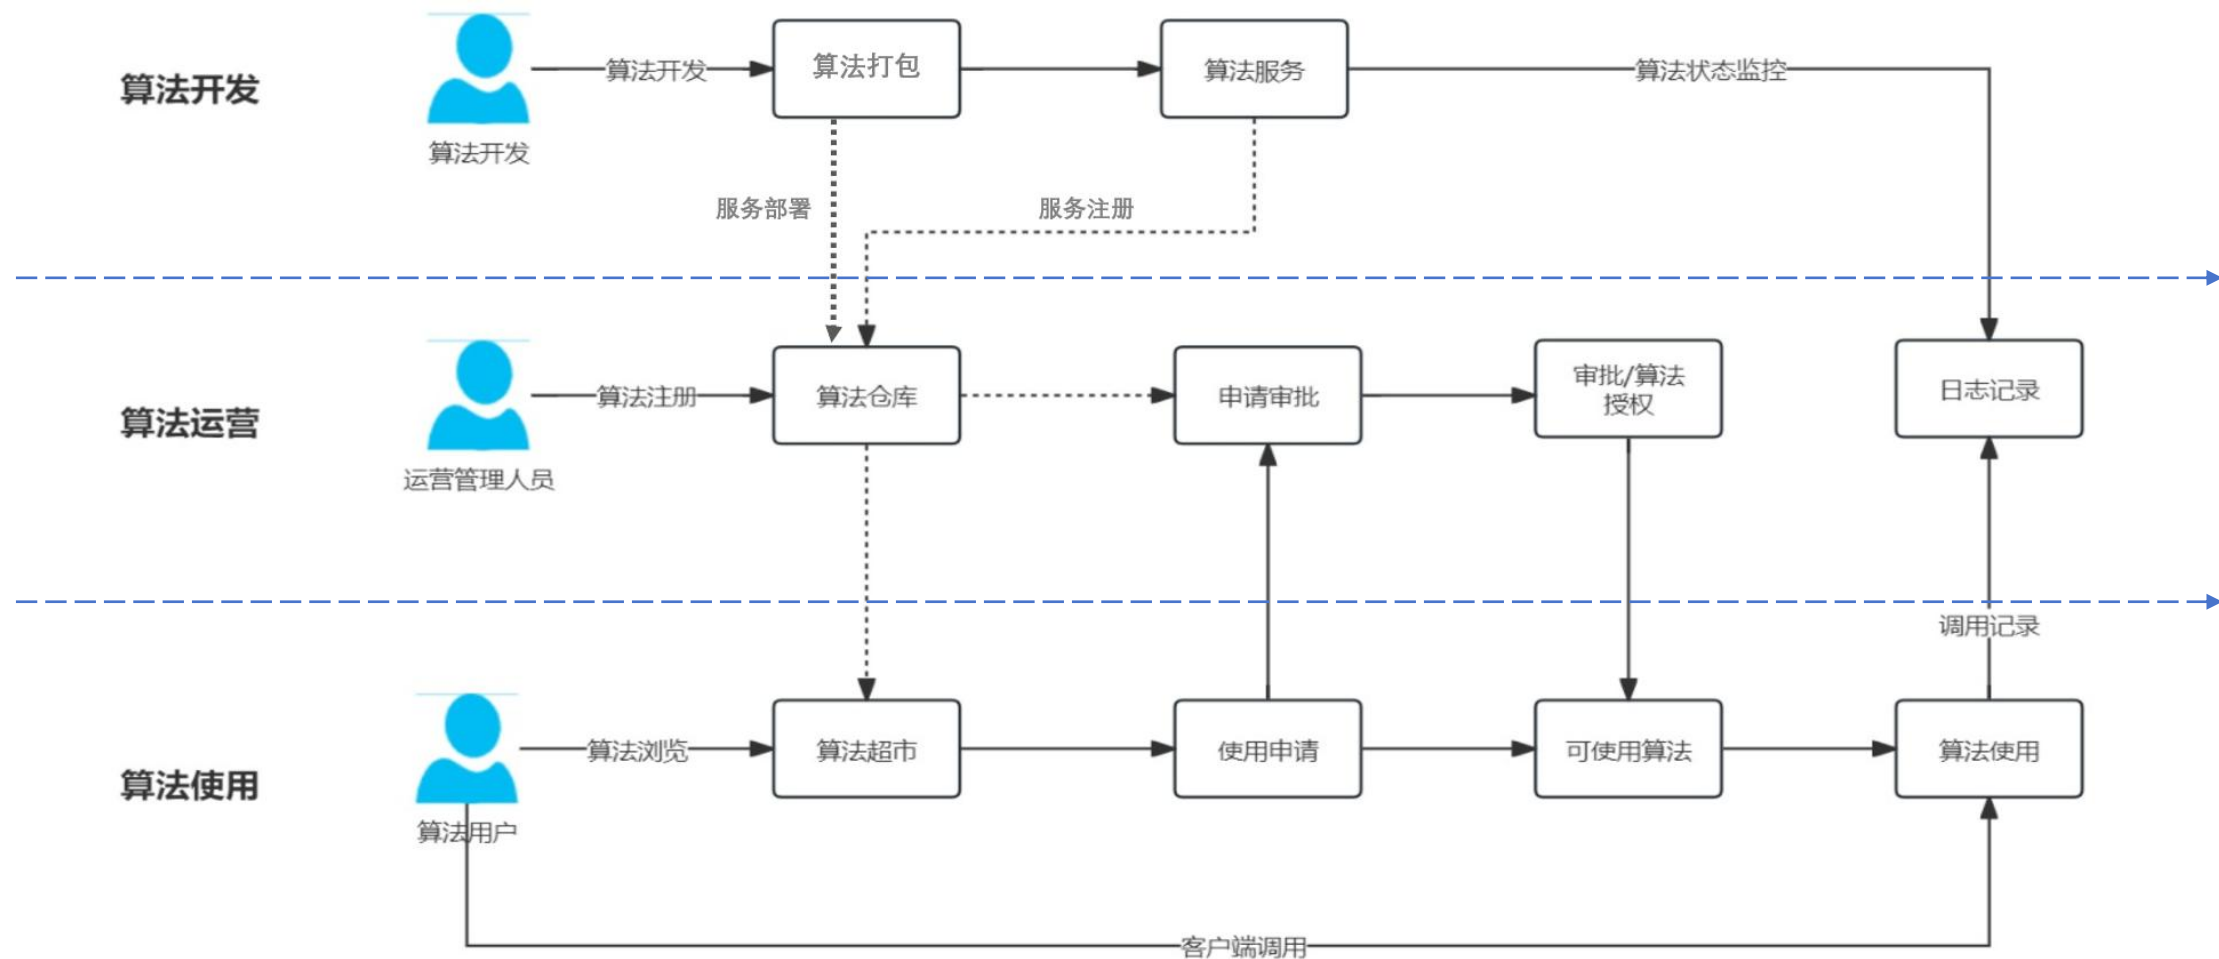 算法开发
算法开发
算法开发
算法打包
算法服务
算法状态监控
服务部署
服务注册
算法运营
运营管理人员
算法注册
算法仓库
申请审批
审批/算法
授权
日志记录
调用记录
算法使用
算法用户
算法浏览
算法超市
使用申请
可使用算法
算法使用
客户端调用